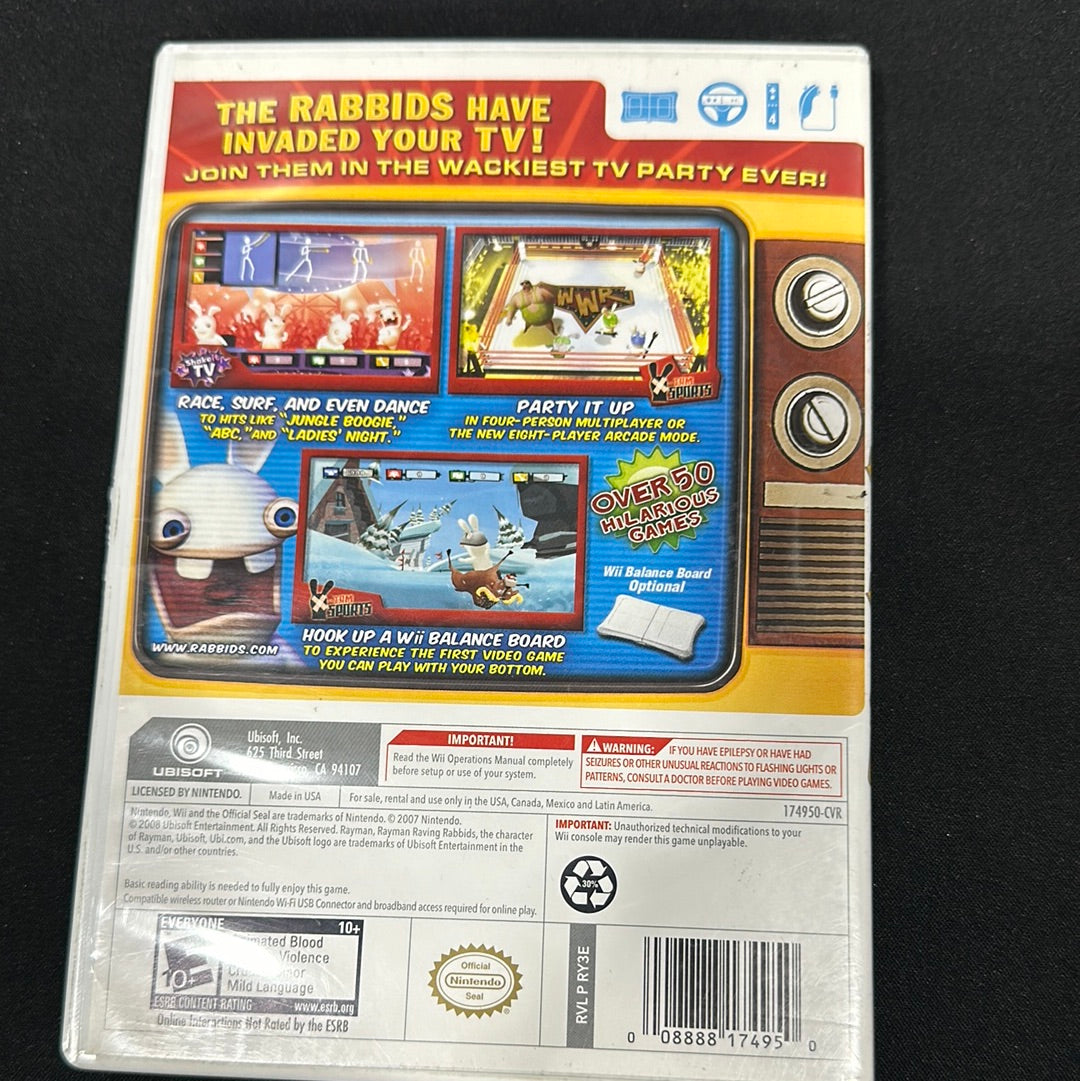 THE RABBIDS HAVE
INVADED YOUR TV!
JOIN THEM IN THE WACKIEST TV PARTY EVER!
4
Shake
TV
WWR
SPORTS
RACE, SURF, AND EVEN DANCE
TO HITS LIKE "JUNGLE BOOGIE,"
"ABC," AND "LADIES' NIGHT."
PARTY IT UP
IN FOUR-PERSON MULTIPLAYER OR
THE NEW EIGHT-PLAYER ARCADE MODE.
OVER 50
HILARIOUS
GAMES
Wii Balance Board
Optional
SPORTS
WWW.RABBIDS.COM
HOOK UP A Wii BALANCE BOARD
TO EXPERIENCE THE FIRST VIDEO GAME
YOU CAN PLAY WITH YOUR BOTTOM.
UBISOFT
Ubisoft, Inc.
625 Third Street
CA 94107
IMPORTANT!
Read the Wii Operations Manual completely
before setup or use of your system.
WARNING: IF YOU HAVE EPILEPSY OR HAVE HAD
SEIZURES OR OTHER UNUSUAL REACTIONS TO FLASHING LIGHTS OR
PATTERNS, CONSULT A DOCTOR BEFORE PLAYING VIDEO GAMES.
LICENSED BY NINTENDO.
Made in USA
For sale, rental and use only in the USA, Canada, Mexico and Latin America.
174950-CVR
Nintendo, Wii and the Official Seal are trademarks of Nintendo. © 2007 Nintendo.
© 2008 Ubisoft Entertainment. All Rights Reserved. Rayman, Rayman Raving Rabbids, the character
of Rayman, Ubisoft, Ubi.com, and the Ubisoft logo are trademarks of Ubisoft Entertainment in the
U.S. and/or other countries.
IMPORTANT: Unauthorized technical modifications to your
Wii console may render this game unplayable.
30%
Basic reading ability is needed to fully enjoy this game.
Compatible wireless router or Nintendo Wi-Fi USB Connector and broadband access required for online play.
EVERYONE 10+
10+
Blood
Violence
Mild Language
ESRB CONTENT RATING www.esrb.org
Online Interactions Not Rated by the ESRB
Official
Nintendo
Seal
RVL P RY3E
0 08888 17495 0